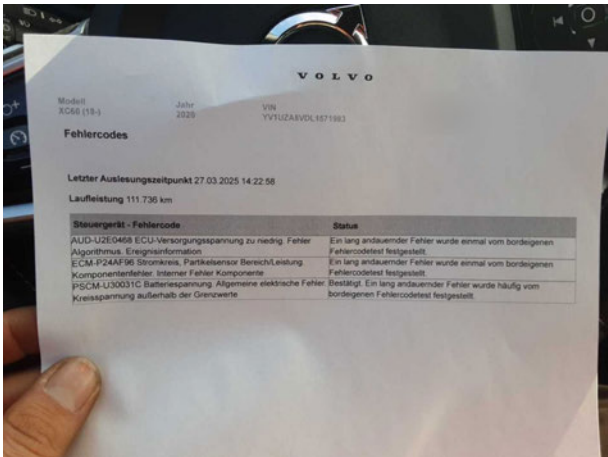 VOLVO
Modell Jahr VIN
XC60 (18-) 2020
Fehlercodes
Letzter Auslesungszeitpunkt 27.03.2025 14:22:58
Laufleistung 111.736 km
Steuergerät - Fehlercode Status
AUD-U2E0468 ECU-Versorgungsspannung zu niedrig. Fehler Ein lang andauernder Fehler wurde einmal vom bordeigenen
Algorithmus. Ereignisinformation Fehlercodetest festgestellt.
ECM-P24AF96 Stromkreis, Partikelsensor Bereich/Leistung. Ein lang andauernder Fehler wurde einmal vom bordeigenen
Komponentenfehler. Interner Fehler Komponente Fehlercodetest festgestellt.
PSCM-U30031C Batteriespannung. Allgemeine elektrische Fehler. Bestätigt. Ein lang andauernder Fehler wurde häufig vom
Kreisspannung außerhalb der Grenzwerte bordeigenen Fehlercodetest festgestellt.